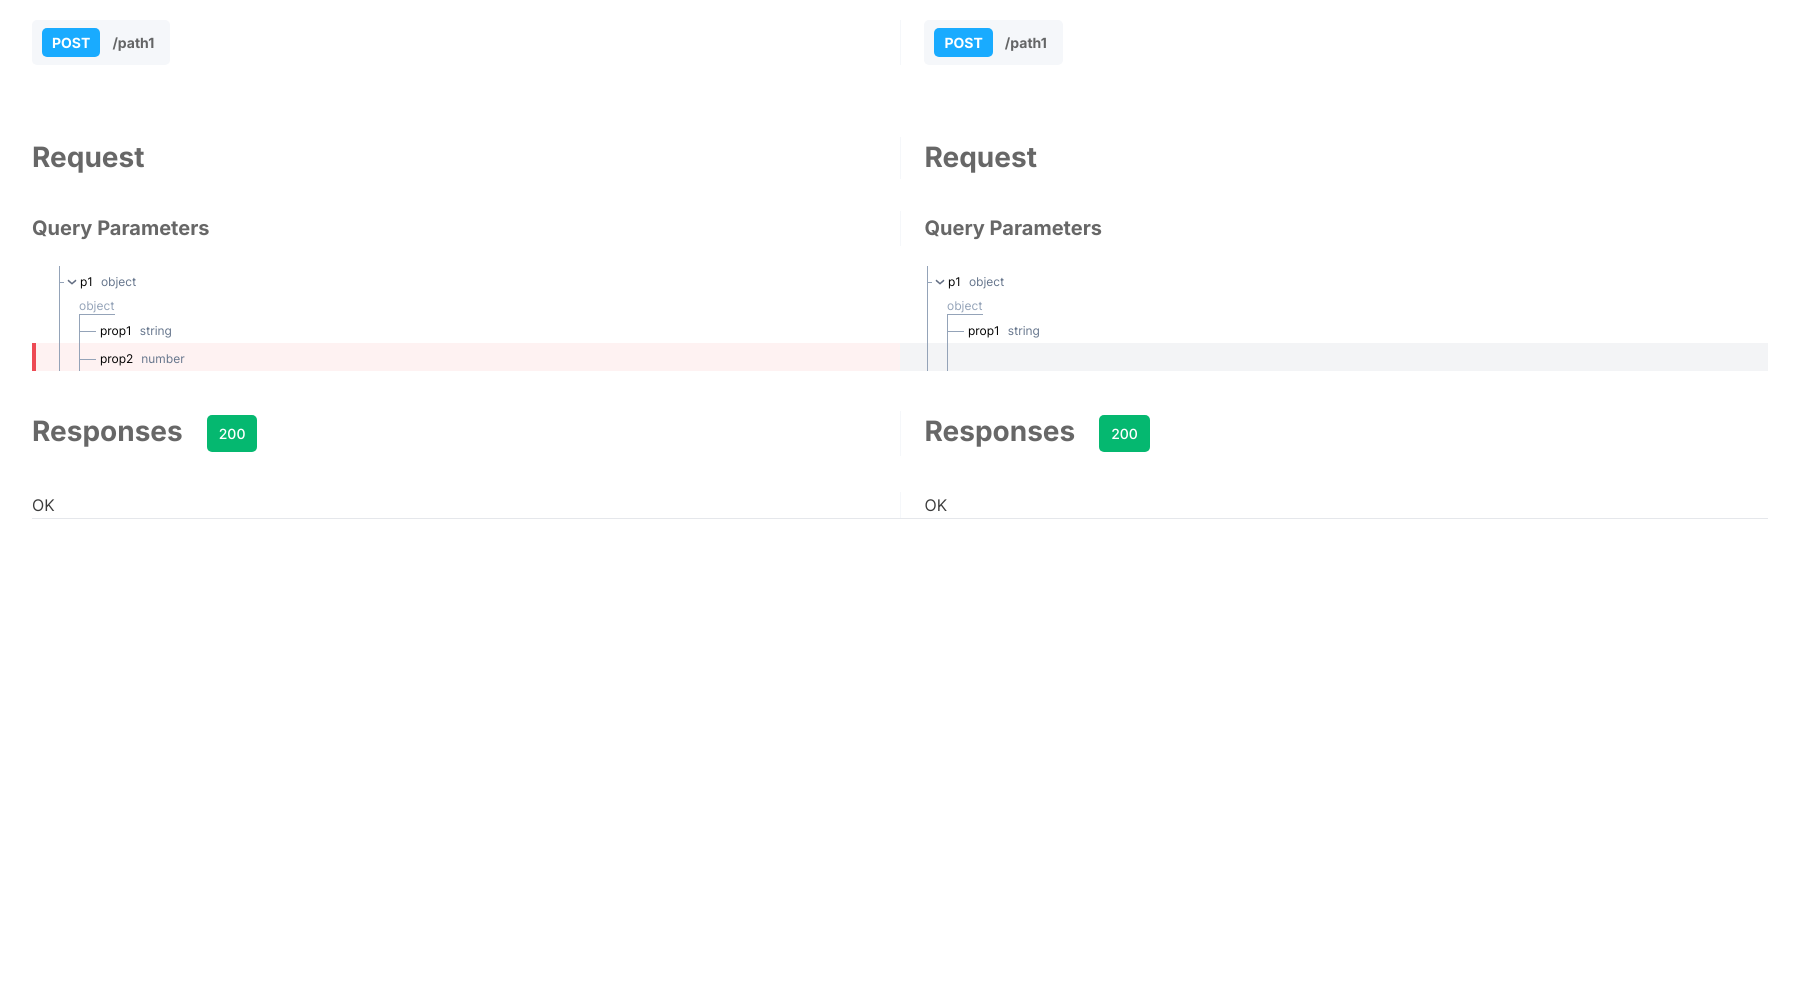 POST /path1
POST /path1
Request
Request
Query Parameters
Query Parameters
p1 object
p1 object
object
object
prop1 string
prop1 string
prop2 number
Responses 200
Responses 200
OK
OK